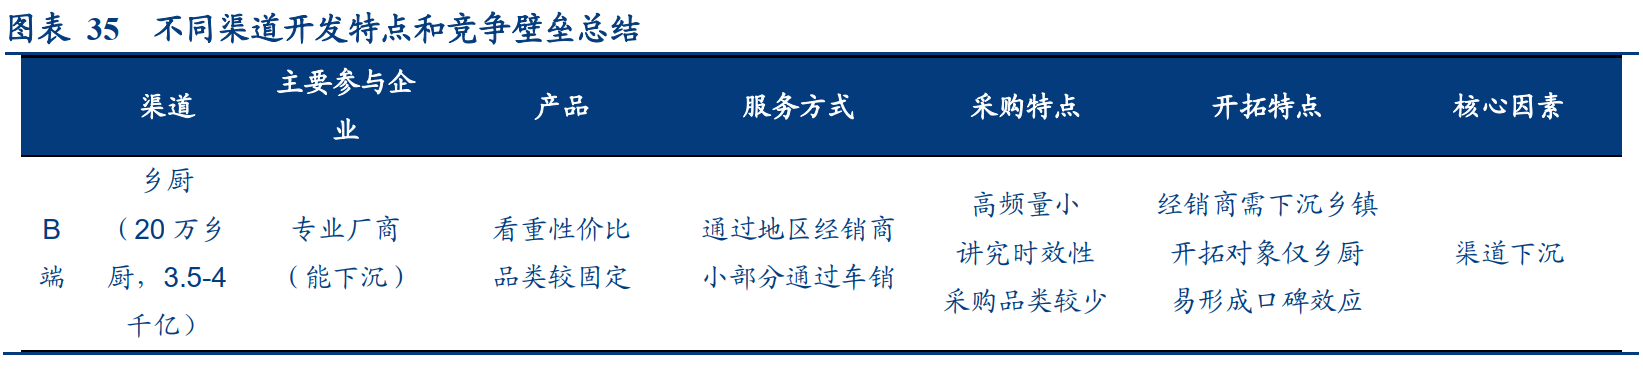 图表 35 不同渠道开发特点和竞争壁垒总结
渠道
主要参与企
业
产品
服务方式
采购特点
开拓特点
核心因素
B
端
乡厨
（20 万乡
厨，3.5-4
千亿）
专业厂商
（能下沉）
看重性价比
品类较固定
通过地区经销商
小部分通过车销
高频量小
讲究时效性
采购品类较少
经销商需下沉乡镇
开拓对象仅乡厨
易形成口碑效应
渠道下沉